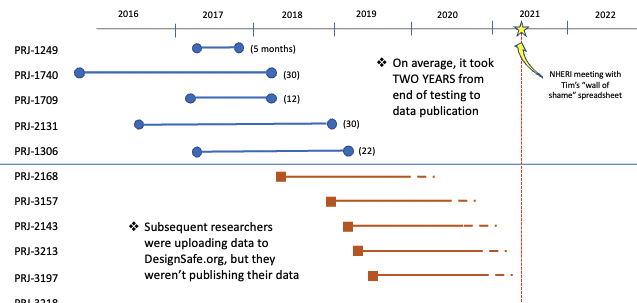 2016 2017 2018 2019 2020 2021 2022
PRJ-1249 (5 months)
PRJ-1740 (30)
PRJ-1709 (12)
PRJ-2131 (30)
PRJ-1306 (22)
❖ On average, it took
TWO YEARS from
end of testing to
data publication
NHERI meeting with
Tim's "wall of
shame" spreadsheet
PRJ-2168
PRJ-3157
PRJ-2143
PRJ-3213
PRJ-3197
PRJ-3218
❖ Subsequent researchers
were uploading data to
DesignSafe.org, but they
weren't publishing their data